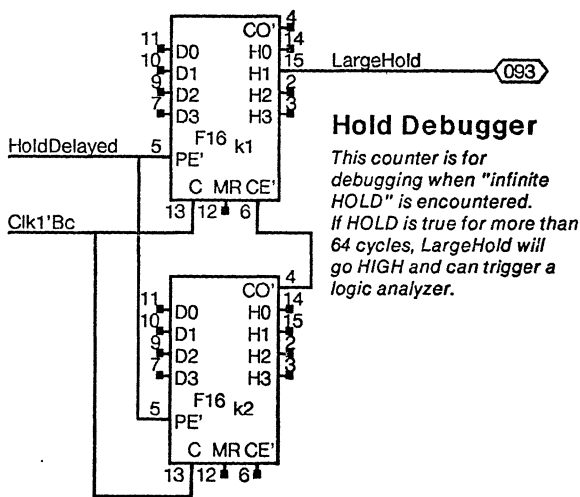 4
CO'
11 D0 H0 14
10 D1 H1 15 LargeHold 093
9 D2 H2 2
7 D3 H3 3
F16 k1
HoldDelayed 5 PE'
C MR CE'
13 12 6
Clk1'Bc
Hold Debugger
This counter is for
debugging when "infinite
HOLD" is encountered.
If HOLD is true for more than
64 cycles, LargeHold will
go HIGH and can trigger a
logic analyzer.
4
CO'
11 D0 H0 14
10 D1 H1 15
9 D2 H2 2
7 D3 H3 3
F16 k2
5 PE'
C MR CE'
13 12 6